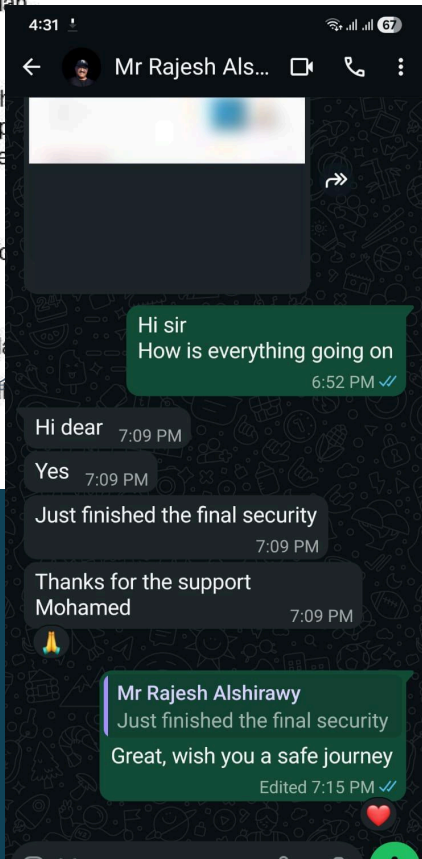 4:31
67
Mr Rajesh Als...
Hi sir
How is everything going on
6:52 PM
Hi dear 7:09 PM
Yes 7:09 PM
Just finished the final security
7:09 PM
Thanks for the support
Mohamed 7:09 PM
Mr Rajesh Alshirawy
Just finished the final security
Great, wish you a safe journey
Edited 7:15 PM